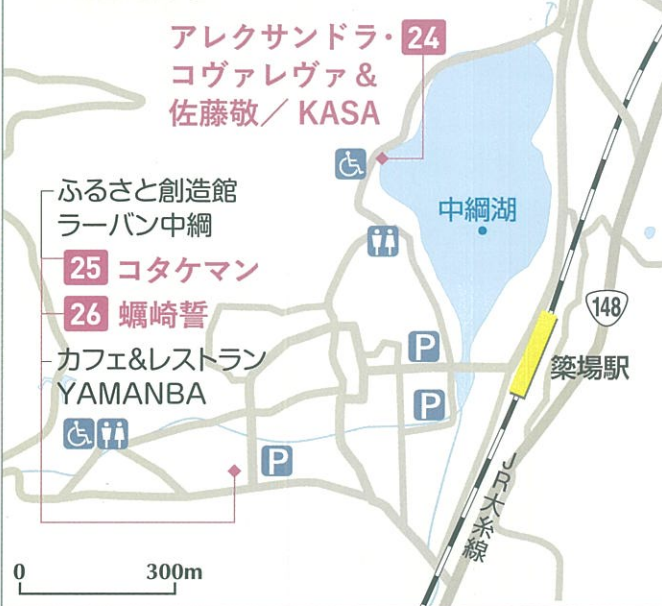 アレクサンドラ・ 24
コヴァレヴァ&
佐藤敬／KASA
ふるさと創造館
ラーバン中綱
25 コタケマン
26 蠣崎誓
カフェ&レストラン
YAMANBA
中綱湖
P
P
P
148
簗場駅
JR大糸線
0 300m